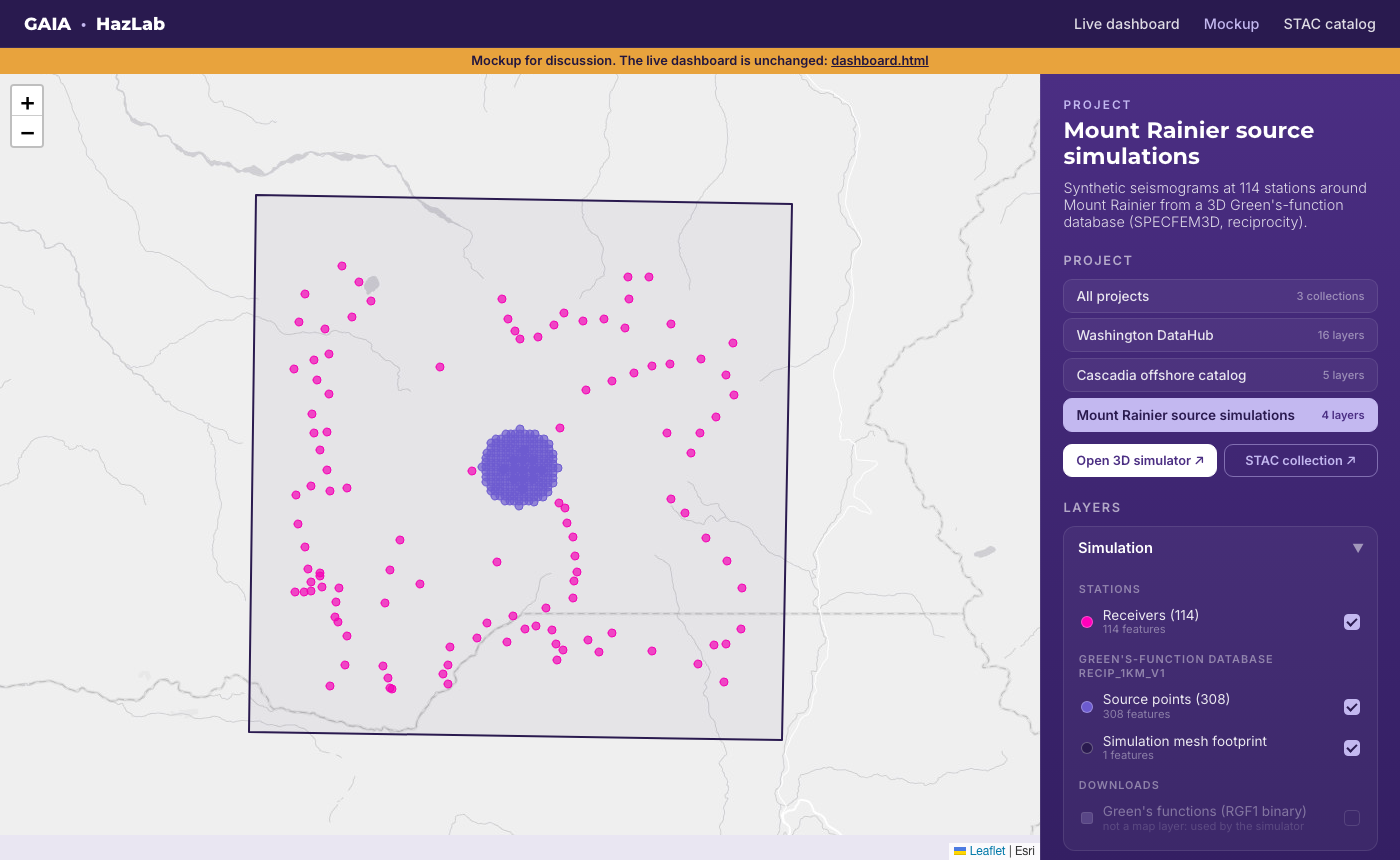 GAIA • HazLab
Live dashboard Mockup STAC catalog
Mockup for discussion. The live dashboard is unchanged: dashboard.html
+
−
PROJECT
Mount Rainier source
simulations
Synthetic seismograms at 114 stations around
Mount Rainier from a 3D Green's-function
database (SPECFEM3D, reciprocity).
PROJECT
All projects 3 collections
Washington DataHub 16 layers
Cascadia offshore catalog 5 layers
Mount Rainier source simulations 4 layers
Open 3D simulator ↗ STAC collection ↗
LAYERS
Simulation ▼
STATIONS
Receivers (114)
114 features
GREEN'S-FUNCTION DATABASE
RECIP_1KM_V1
Source points (308)
308 features
Simulation mesh footprint
1 features
DOWNLOADS
Green's functions (RGF1 binary)
not a map layer: used by the simulator
Leaflet | Esri